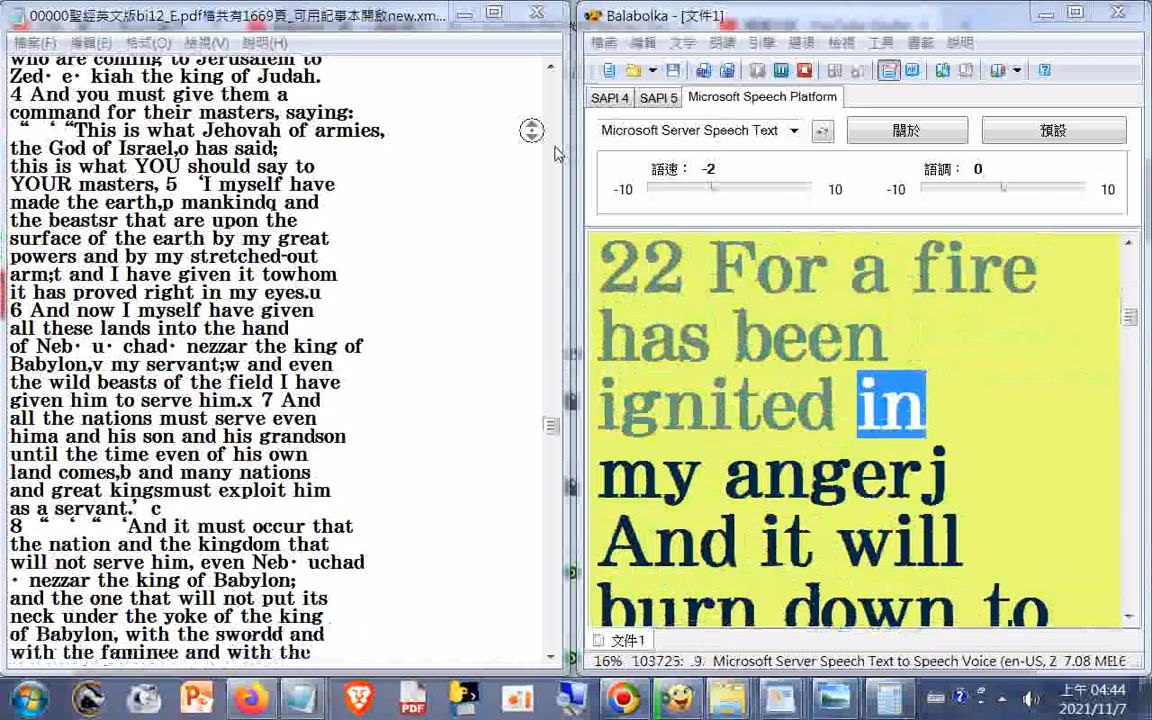 00000聖經英文版bi12_E.pdf檔共有1669頁_可用記事本開啟new.xm...
檔案(F) 編輯(E) 格式(O) 檢視(V) 說明(H)
who are coming to Jerusalem to
Zed· e· kiah the king of Judah.
4 And you must give them a
command for their masters, saying:
“ ‘ “This is what Jehovah of armies,
the God of Israel,o has said;
this is what YOU should say to
YOUR masters, 5 ‘I myself have
made the earth,p mankindq and
the beastsr that are upon the
surface of the earth by my great
powers and by my stretched-out
arm;t and I have given it towhom
it has proved right in my eyes.u
6 And now I myself have given
all these lands into the hand
of Neb· u· chad· nezzar the king of
Babylon,v my servant;w and even
the wild beasts of the field I have
given him to serve him.x 7 And
all the nations must serve even
hima and his son and his grandson
until the time even of his own
land comes,b and many nations
and great kingsmust exploit him
as a servant.’ c
8 “ ‘ “ ‘And it must occur that
the nation and the kingdom that
will not serve him, even Neb· uchad
· nezzar the king of Babylon;
and the one that will not put its
neck under the yoke of the king
of Babylon, with the swordd and
with the faminee and with the
Balabolka - [文件1]
檔案 編輯 文字 朗讀 引擎 選項 檢視 工具 書籤 說明
SAPI 4 SAPI 5 Microsoft Speech Platform
Microsoft Server Speech Text 關於 預設
語速： -2 語調： 0
-10 10 -10 10
22 For a fire
has been
ignited in
my angerj
And it will
burn down to
文件1
16% 103725: .9. Microsoft Server Speech Text to Speech Voice (en-US, Z 7.08 МБ
上午 04:44
2021/11/7